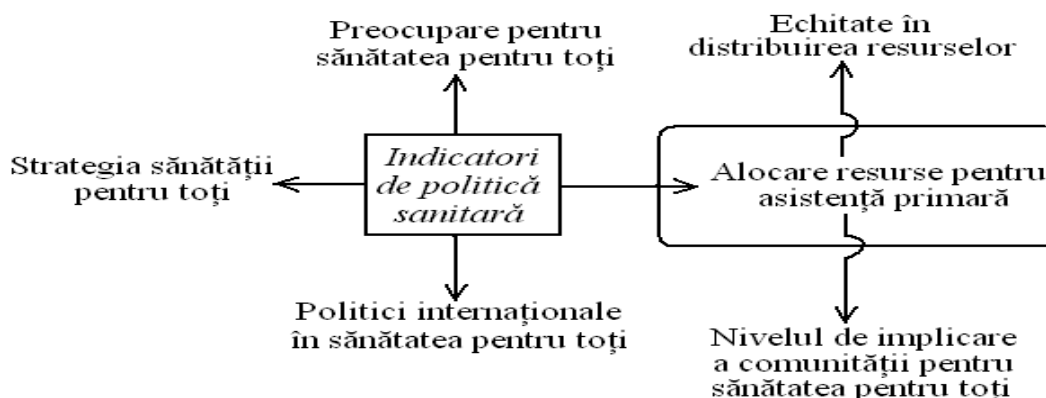 Preocupare pentru
sănătatea pentru toți
Echitate în
distribuirea resurselor
Strategia sănătății
pentru toți
Indicatori
de politică
sanitară
Alocare resurse pentru
asistență primară
Politici internaționale
în sănătatea pentru toți
Nivelul de implicare
a comunității pentru
sănătatea pentru toți